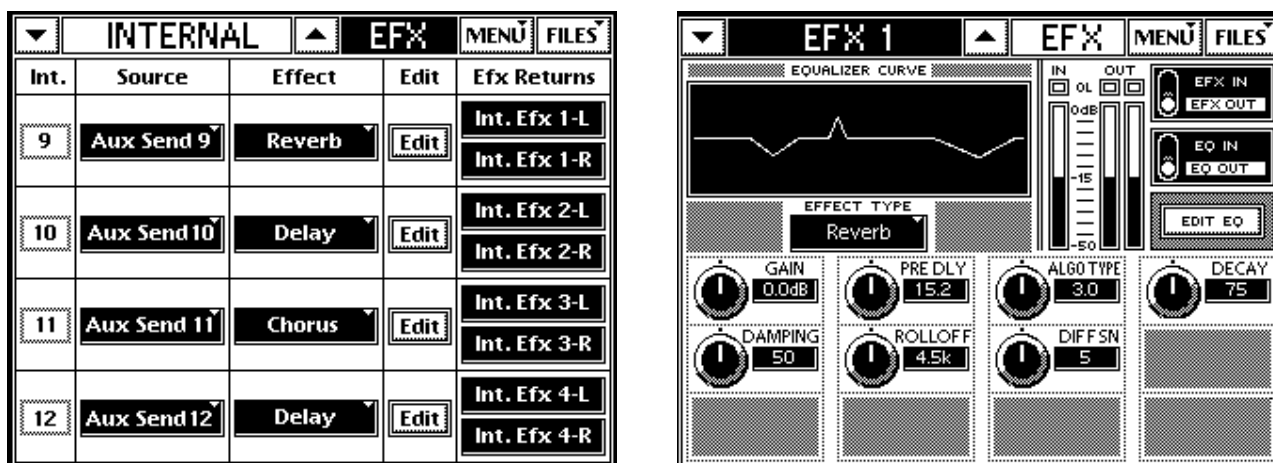 INTERNAL EFX MENU FILES
Int. Source Effect Edit Efx Returns
9 Aux Send 9 Reverb Edit Int. Efx 1-L
Int. Efx 1-R
10 Aux Send 10 Delay Edit Int. Efx 2-L
Int. Efx 2-R
11 Aux Send 11 Chorus Edit Int. Efx 3-L
Int. Efx 3-R
12 Aux Send 12 Delay Edit Int. Efx 4-L
Int. Efx 4-R
EFX 1 EFX MENU FILES
EQUALIZER CURVE
IN OUT
OL
0dB
-15
-50
EFX IN
EFX OUT
EQ IN
EQ OUT
EDIT EQ
EFFECT TYPE
Reverb
GAIN PRE DLY ALGO TYPE DECAY
0.0dB 15.2 3.0 75
DAMPING ROLLOFF DIFFSN
50 4.5k 5